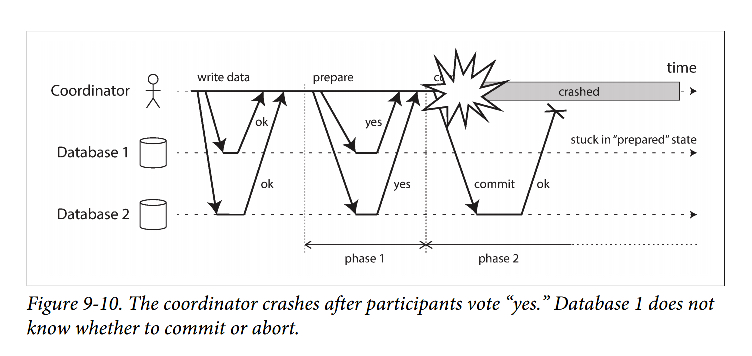 time
write data
prepare
Coordinator
crashed
ok
yes
stuck in "prepared" state
Database 1
ok
yes
commit
ok
Database 2
phase 1
phase 2
Figure 9-10. The coordinator crashes after participants vote “yes.” Database 1 does not
know whether to commit or abort.